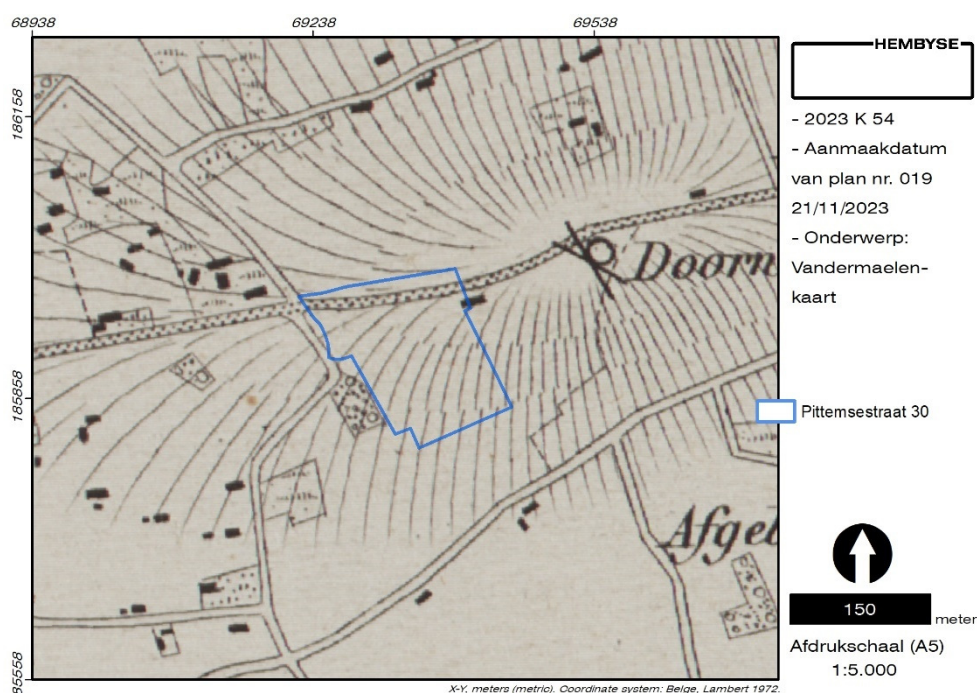 68938
69238
69538
186158
185858
185558
HEMBYSE
- 2023 K 54
- Aanmaakdatum
van plan nr. 019
21/11/2023
- Onderwerp:
Vandermaelen-
kaart
Doorn
Pittemsestraat 30
Afgeb
150
meter
Afdrukschaal (A5)
1:5.000
X-Y, meters (metric). Coordinate system: Belge, Lambert 1972.